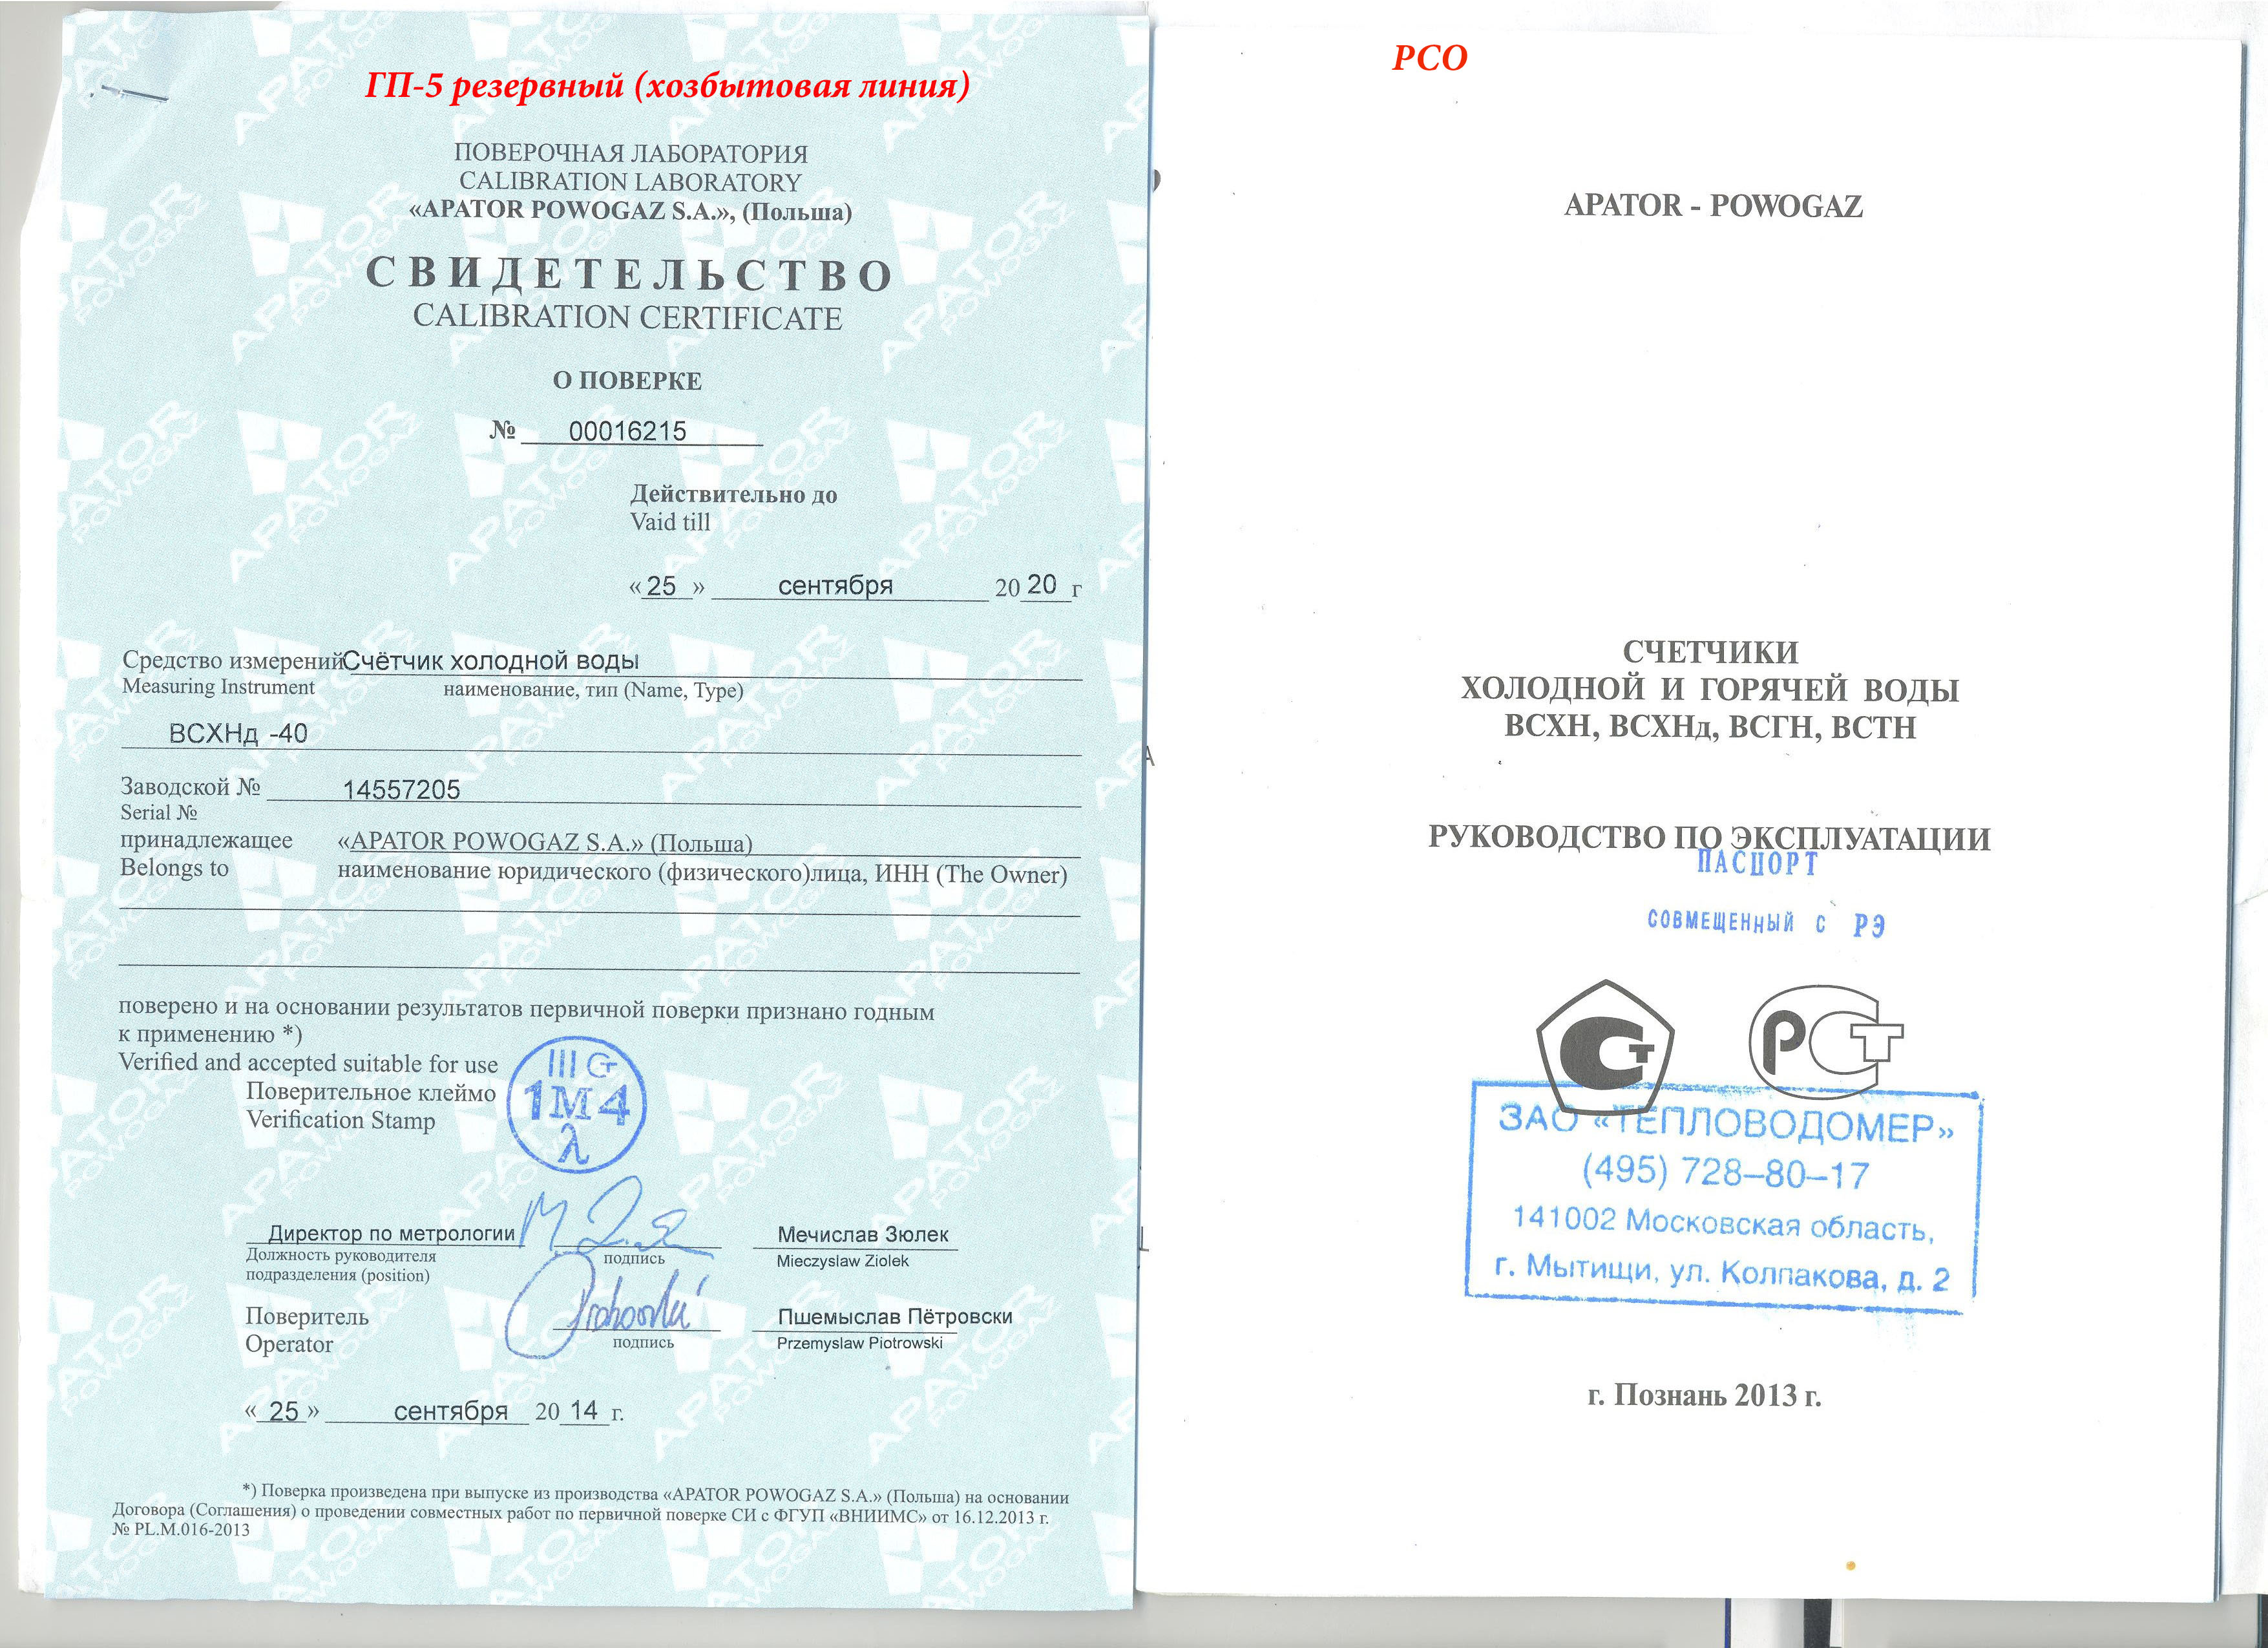 ГП-5 резервный (хозбытовая линия)
ПОВЕРОЧНАЯ ЛАБОРАТОРИЯ
CALIBRATION LABORATORY
«APATOR POWOGAZ S.A.», (Польша)
СВИДЕТЕЛЬСТВО
CALIBRATION CERTIFICATE
О ПОВЕРКЕ
№ 00016215
Действительно до
Vaid till
« 25 » сентября 20 20 г
Средство измерений Счётчик холодной воды
Measuring Instrument наименование, тип (Name, Type)
ВСХНд -40
Заводской № 14557205
Serial №
принадлежащее «APATOR POWOGAZ S.A.» (Польша)
Belongs to наименование юридического (физического)лица, ИНН (The Owner)
поверено и на основании результатов первичной поверки признано годным
к применению *)
Verified and accepted suitable for use
Поверительное клеймо
Verification Stamp
III Ст
1М4
λ
Директор по метрологии Мечислав Зюлек
Должность руководителя подпись Mieczyslaw Ziolek
подразделения (position)
Поверитель Пшемыслав Пётровски
Operator подпись Przemyslaw Piotrowski
« 25 » сентября 20 14 г.
*) Поверка произведена при выпуске из производства «APATOR POWOGAZ S.A.» (Польша) на основании
Договора (Соглашения) о проведении совместных работ по первичной поверке СИ с ФГУП «ВНИИМС» от 16.12.2013 г.
№ PL.M.016-2013
РСО
APATOR - POWOGAZ
СЧЕТЧИКИ
ХОЛОДНОЙ И ГОРЯЧЕЙ ВОДЫ
ВСХН, ВСХНд, ВСГН, ВСТН
РУКОВОДСТВО ПО ЭКСПЛУАТАЦИИ
ПАСПОРТ
СОВМЕЩЕННЫЙ С РЭ
Ст РСт
ЗАО «ТЕПЛОВОДОМЕР»
(495) 728–80–17
141002 Московская область,
г. Мытищи, ул. Колпакова, д. 2
г. Познань 2013 г.